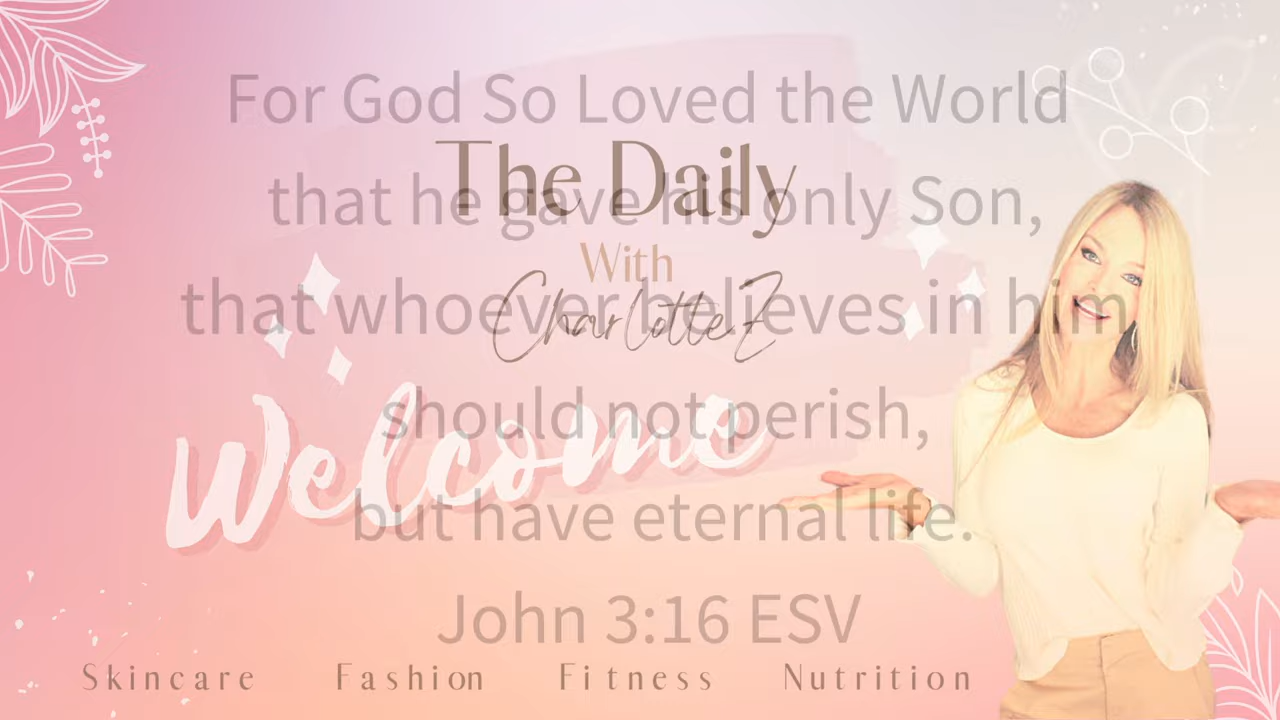 For God So Loved the World
The Daily
that he gave his only Son,
With
that whoever believes in him
CharlotteZ
should not perish,
Welcome
but have eternal life.
John 3:16 ESV
Skincare Fashion Fitness Nutrition